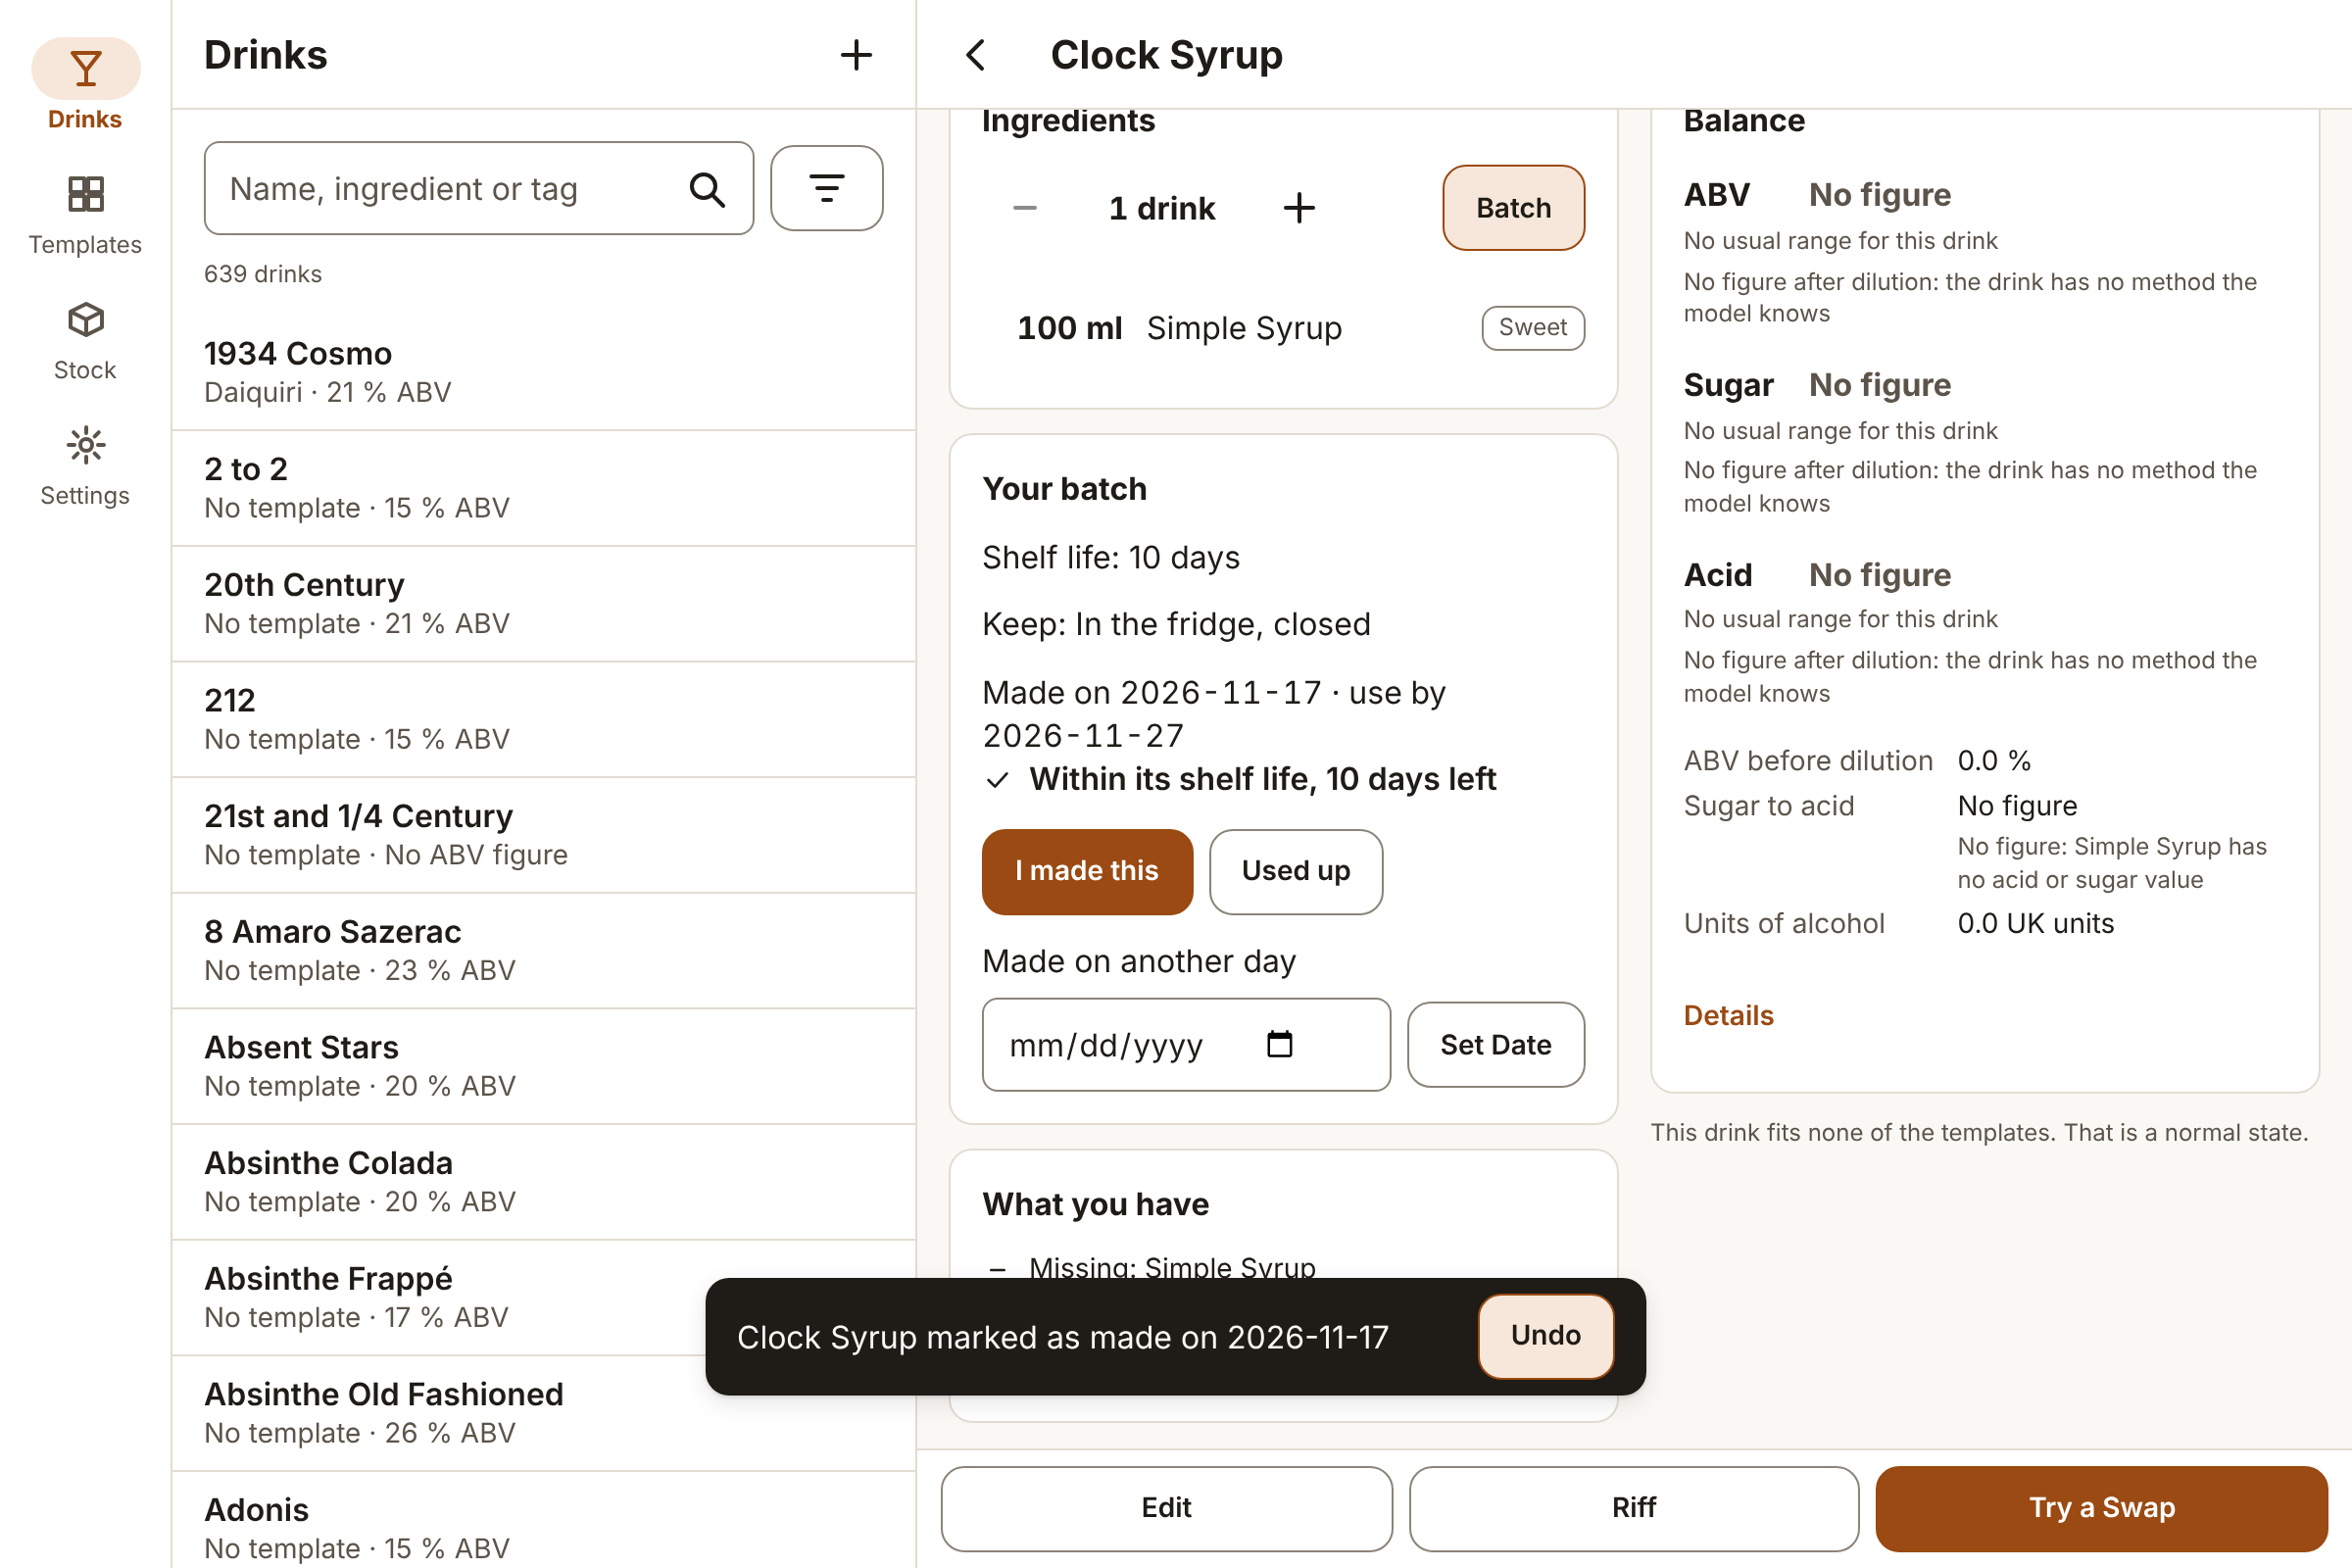 Drinks
Templates
Stock
Settings
Drinks
Name, ingredient or tag
639 drinks
1934 Cosmo
Daiquiri · 21 % ABV
2 to 2
No template · 15 % ABV
20th Century
No template · 21 % ABV
212
No template · 15 % ABV
21st and 1/4 Century
No template · No ABV figure
8 Amaro Sazerac
No template · 23 % ABV
Absent Stars
No template · 20 % ABV
Absinthe Colada
No template · 20 % ABV
Absinthe Frappé
No template · 17 % ABV
Absinthe Old Fashioned
No template · 26 % ABV
Adonis
No template · 15 % ABV
Clock Syrup
Ingredients
1 drink
Batch
100 ml Simple Syrup Sweet
Your batch
Shelf life: 10 days
Keep: In the fridge, closed
Made on 2026-11-17 · use by
2026-11-27
Within its shelf life, 10 days left
I made this
Used up
Made on another day
mm/dd/yyyy
Set Date
What you have
Missing: Simple Syrup
Balance
ABV No figure
No usual range for this drink
No figure after dilution: the drink has no method the
model knows
Sugar No figure
No usual range for this drink
No figure after dilution: the drink has no method the
model knows
Acid No figure
No usual range for this drink
No figure after dilution: the drink has no method the
model knows
ABV before dilution 0.0 %
Sugar to acid No figure
No figure: Simple Syrup has
no acid or sugar value
Units of alcohol 0.0 UK units
Details
This drink fits none of the templates. That is a normal state.
Clock Syrup marked as made on 2026-11-17
Undo
Edit
Riff
Try a Swap